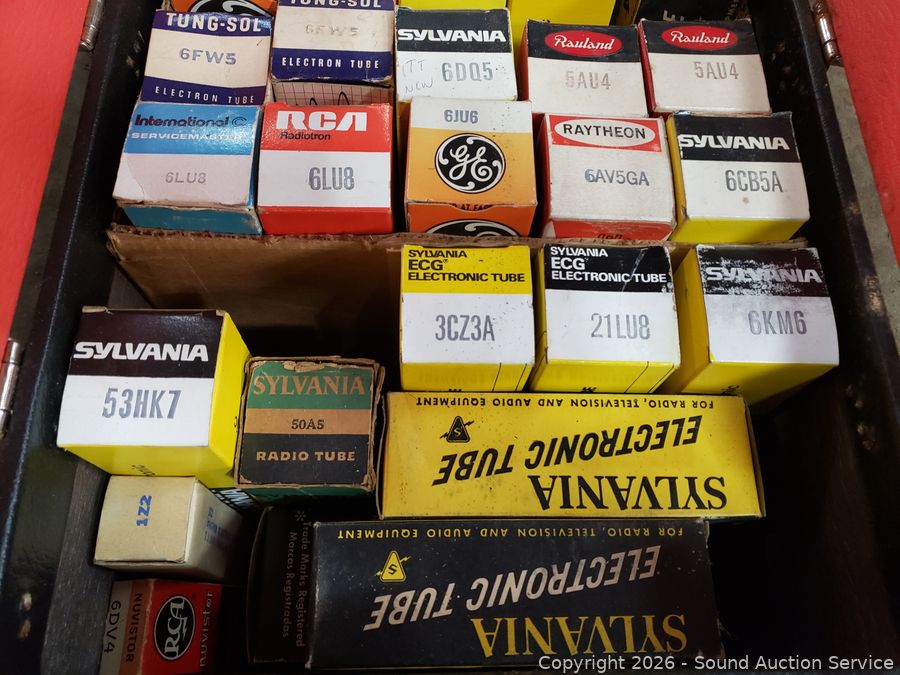 TUNG-SOL
6FW5
ELECTRON TUBE
TUNG-SOL
6FW5
ELECTRON TUBE
SYLVANIA
6DQ5
TT
NEW
Rauland
5AU4
Rauland
5AU4
International C
SERVICEMASTER
6LU8
RCA
Radiotron
6LU8
6JU6
GE
RAYTHEON
6AV5GA
SYLVANIA
6CB5A
SYLVANIA
ECG®
ELECTRONIC TUBE
3CZ3A
SYLVANIA
ECG®
ELECTRONIC TUBE
21LU8
SYLVANIA
6KM6
SYLVANIA
53HK7
SYLVANIA
50A5
RADIO TUBE
FOR RADIO, TELEVISION AND AUDIO EQUIPMENT
S
ELECTRONIC TUBE
SYLVANIA
1Z2
Trade Marks Registered
Marcas Registradas
FOR RADIO, TELEVISION AND AUDIO EQUIPMENT
S
ELECTRONIC TUBE
SYLVANIA
6DV4
NUVISTOR
RCA
Nuvistor
Copyright 2026 - Sound Auction Service